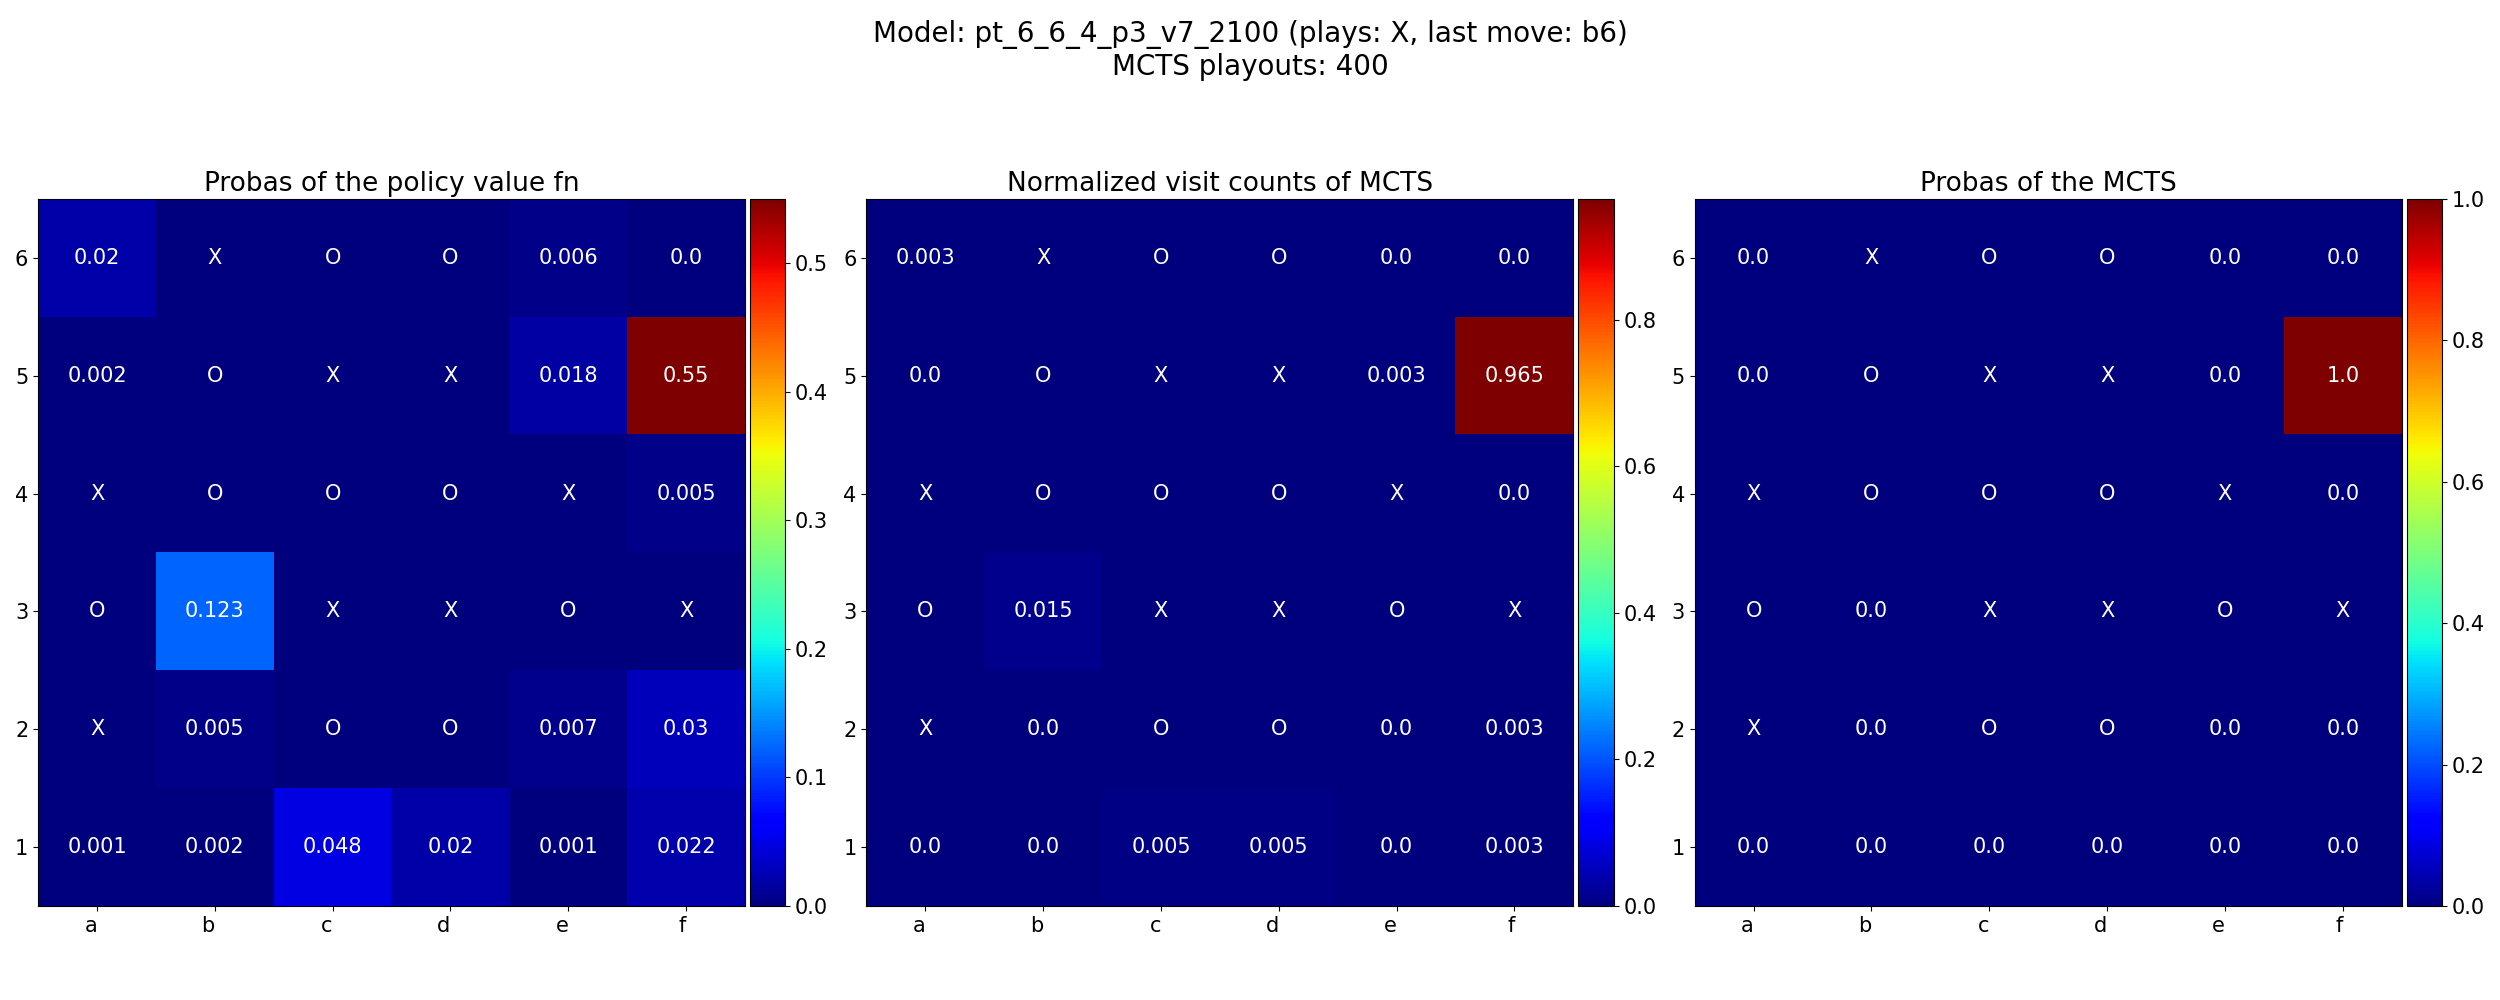 Model: pt_6_6_4_p3_v7_2100 (plays: X, last move: b6)
MCTS playouts: 400
Probas of the policy value fn
6 0.02 X O O 0.006 0.0
5 0.002 O X X 0.018 0.55
4 X O O O X 0.005
3 O 0.123 X X O X
2 X 0.005 O O 0.007 0.03
1 0.001 0.002 0.048 0.02 0.001 0.022
a b c d e f
0.5
0.4
0.3
0.2
0.1
0.0
Normalized visit counts of MCTS
6 0.003 X O O 0.0 0.0
5 0.0 O X X 0.003 0.965
4 X O O O X 0.0
3 O 0.015 X X O X
2 X 0.0 O O 0.0 0.003
1 0.0 0.0 0.005 0.005 0.0 0.003
a b c d e f
0.8
0.6
0.4
0.2
0.0
Probas of the MCTS
6 0.0 X O O 0.0 0.0
5 0.0 O X X 0.0 1.0
4 X O O O X 0.0
3 O 0.0 X X O X
2 X 0.0 O O 0.0 0.0
1 0.0 0.0 0.0 0.0 0.0 0.0
a b c d e f
1.0
0.8
0.6
0.4
0.2
0.0